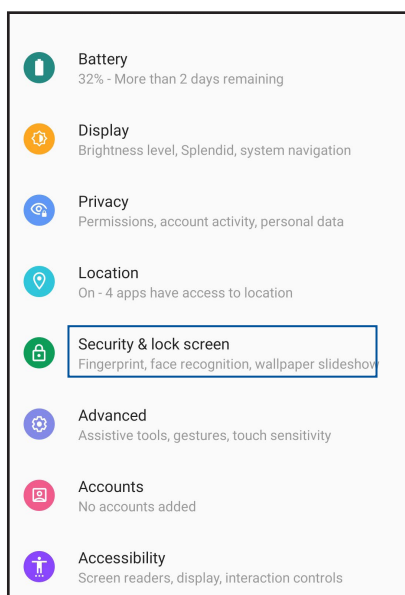 Battery
32% - More than 2 days remaining
Display
Brightness level, Splendid, system navigation
Privacy
Permissions, account activity, personal data
Location
On - 4 apps have access to location
Security & lock screen
Fingerprint, face recognition, wallpaper slideshow
Advanced
Assistive tools, gestures, touch sensitivity
Accounts
No accounts added
Accessibility
Screen readers, display, interaction controls